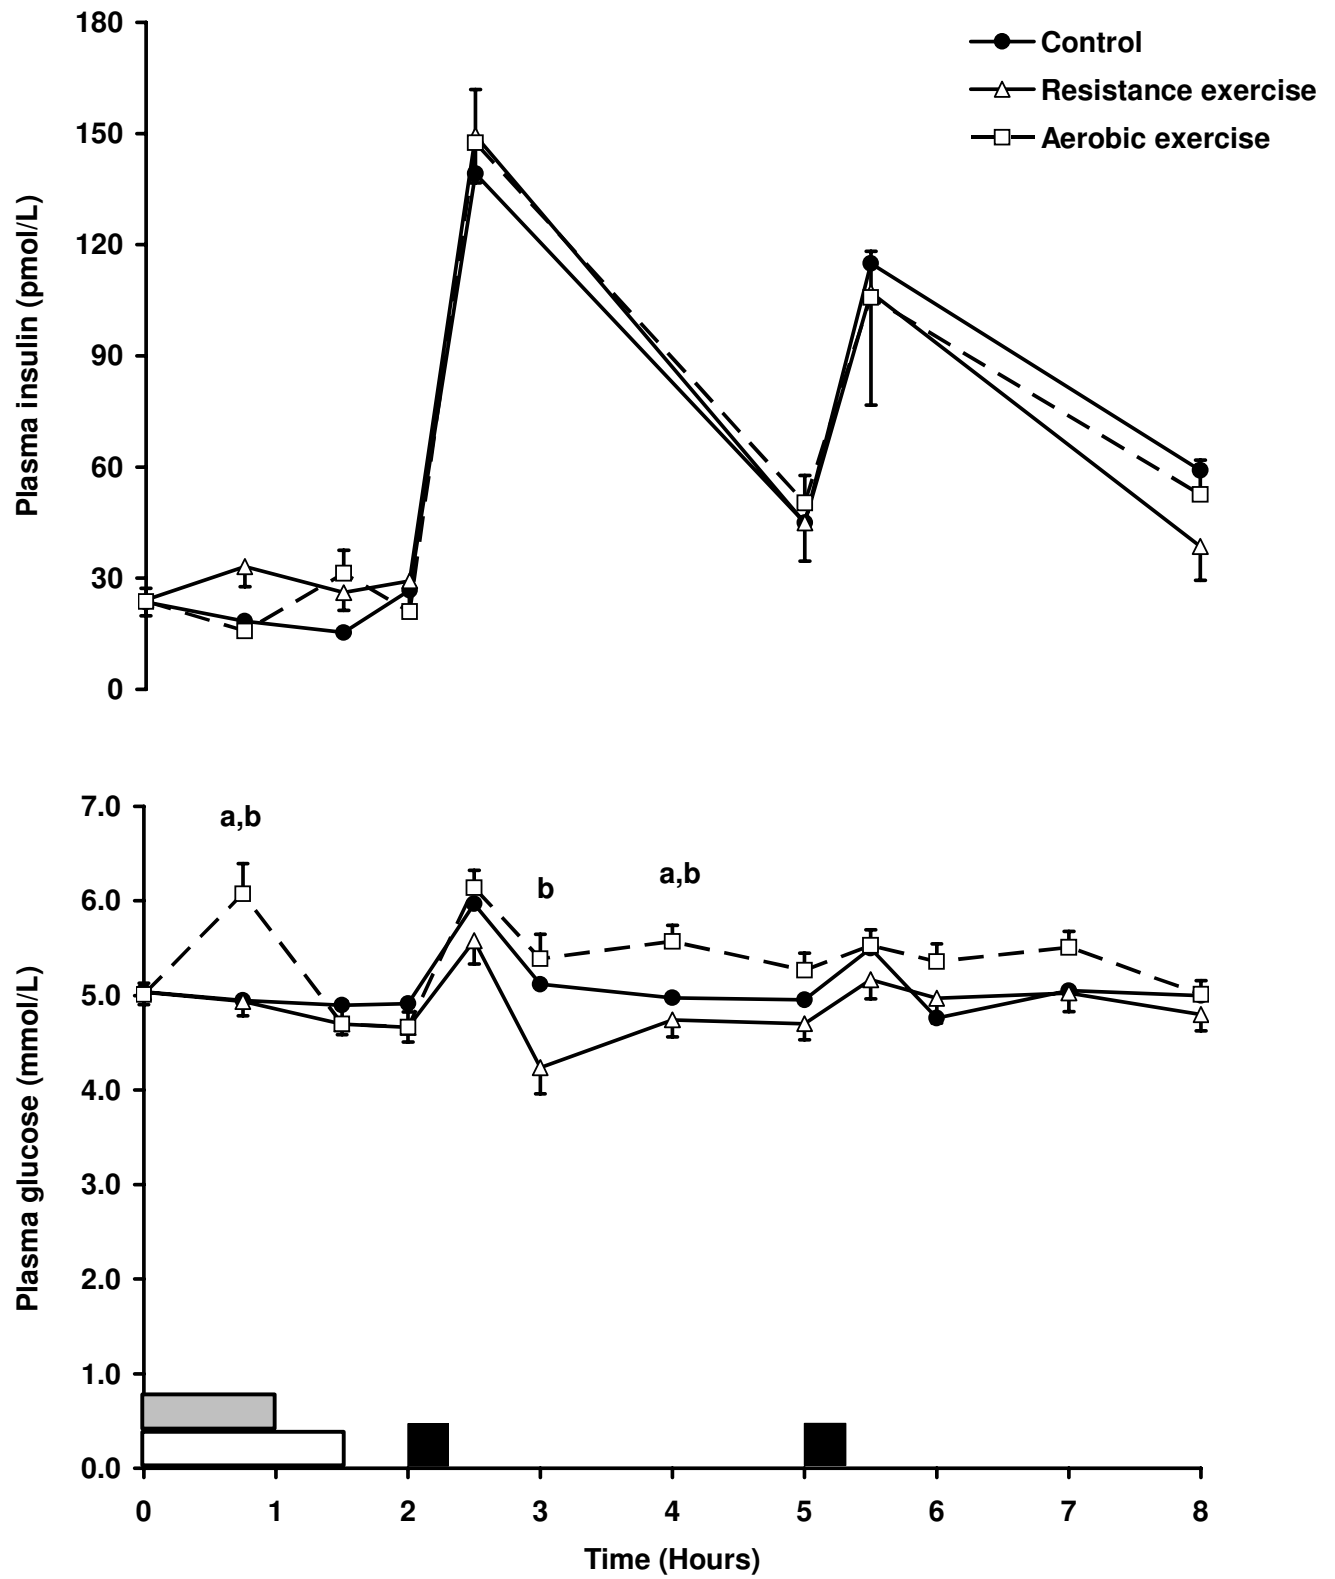 180
150
120
90
60
30
0
Plasma insulin (pmol/L)
Control
Resistance exercise
Aerobic exercise
7.0
6.0
5.0
4.0
3.0
2.0
1.0
0.0
Plasma glucose (mmol/L)
a,b
b
a,b
0 1 2 3 4 5 6 7 8
Time (Hours)